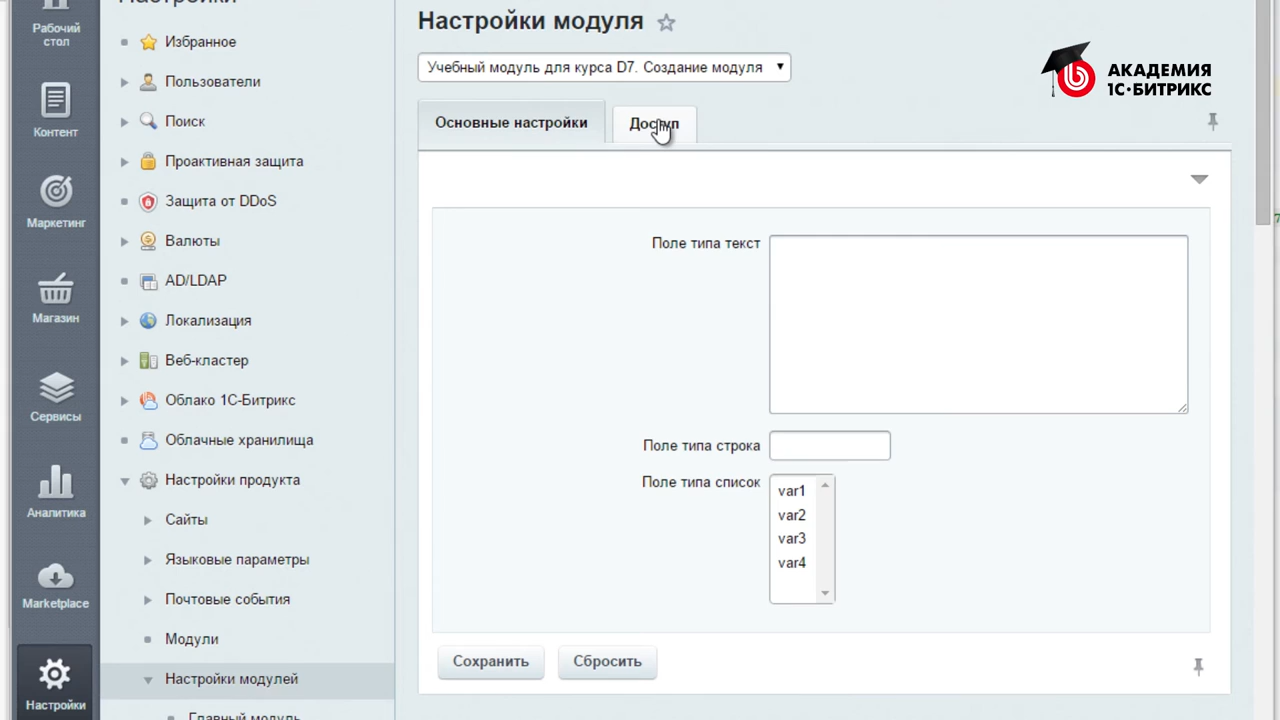 Рабочий
стол
Контент
Маркетинг
Магазин
Сервисы
Аналитика
Marketplace
Настройки
Настройки
Избранное
Пользователи
Поиск
Проактивная защита
Защита от DDoS
Валюты
AD/LDAP
Локализация
Веб-кластер
Облако 1С-Битрикс
Облачные хранилища
Настройки продукта
Сайты
Языковые параметры
Почтовые события
Модули
Настройки модулей
Главный модуль
Настройки модуля
Учебный модуль для курса D7. Создание модуля
АКАДЕМИЯ
1С-БИТРИКС
Основные настройки
Доступ
Поле типа текст
Поле типа строка
Поле типа список
var1
var2
var3
var4
Сохранить
Сбросить
7